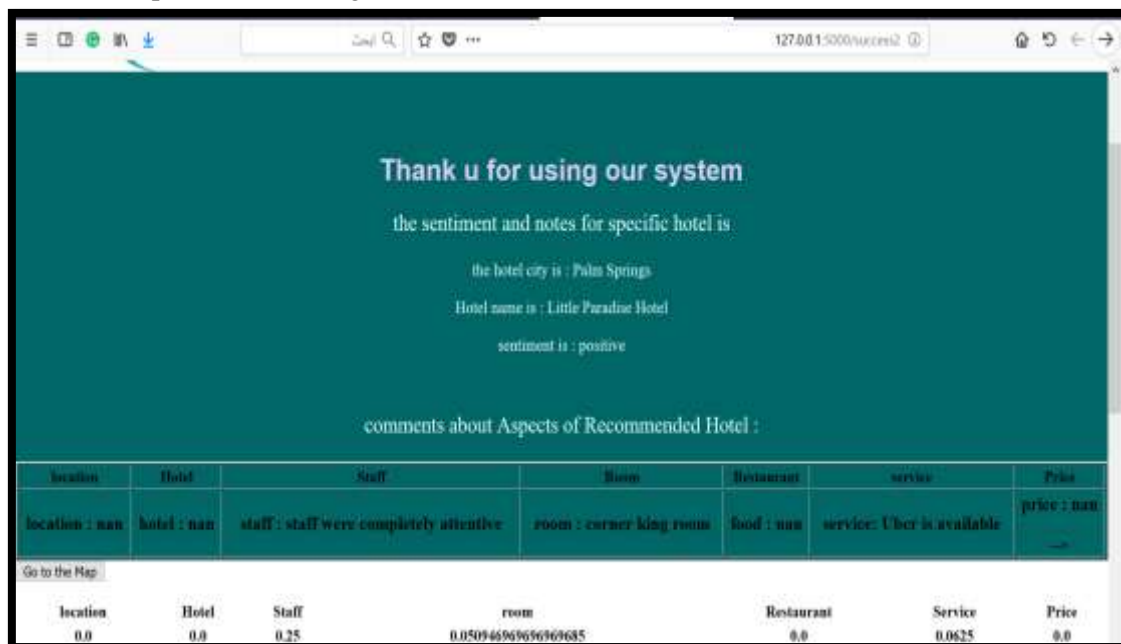 ابحث
127.0.0.1:5000/success2
Thank u for using our system
the sentiment and notes for specific hotel is
the hotel city is : Palm Springs
Hotel name is : Little Paradise Hotel
sentiment is : positive
comments about Aspects of Recommended Hotel :
location Hotel Staff Room Restaurant service Price
location : nan hotel : nan staff : staff were completely attentive room : corner king room food : nan service: Uber is available price : nan
Go to the Map
location Hotel Staff room Restaurant Service Price
0.0 0.0 0.25 0.050946969696969685 0.0 0.0625 0.0